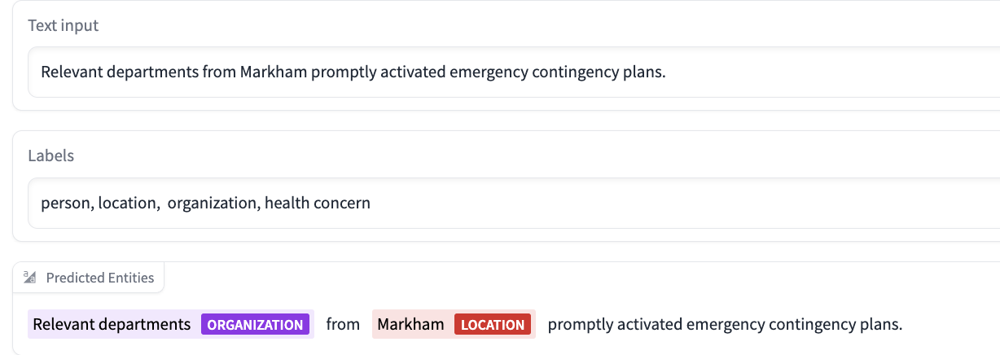 Text input
Relevant departments from Markham promptly activated emergency contingency plans.
Labels
person, location,  organization, health concern
Predicted Entities
Relevant departments ORGANIZATION from Markham LOCATION promptly activated emergency contingency plans.